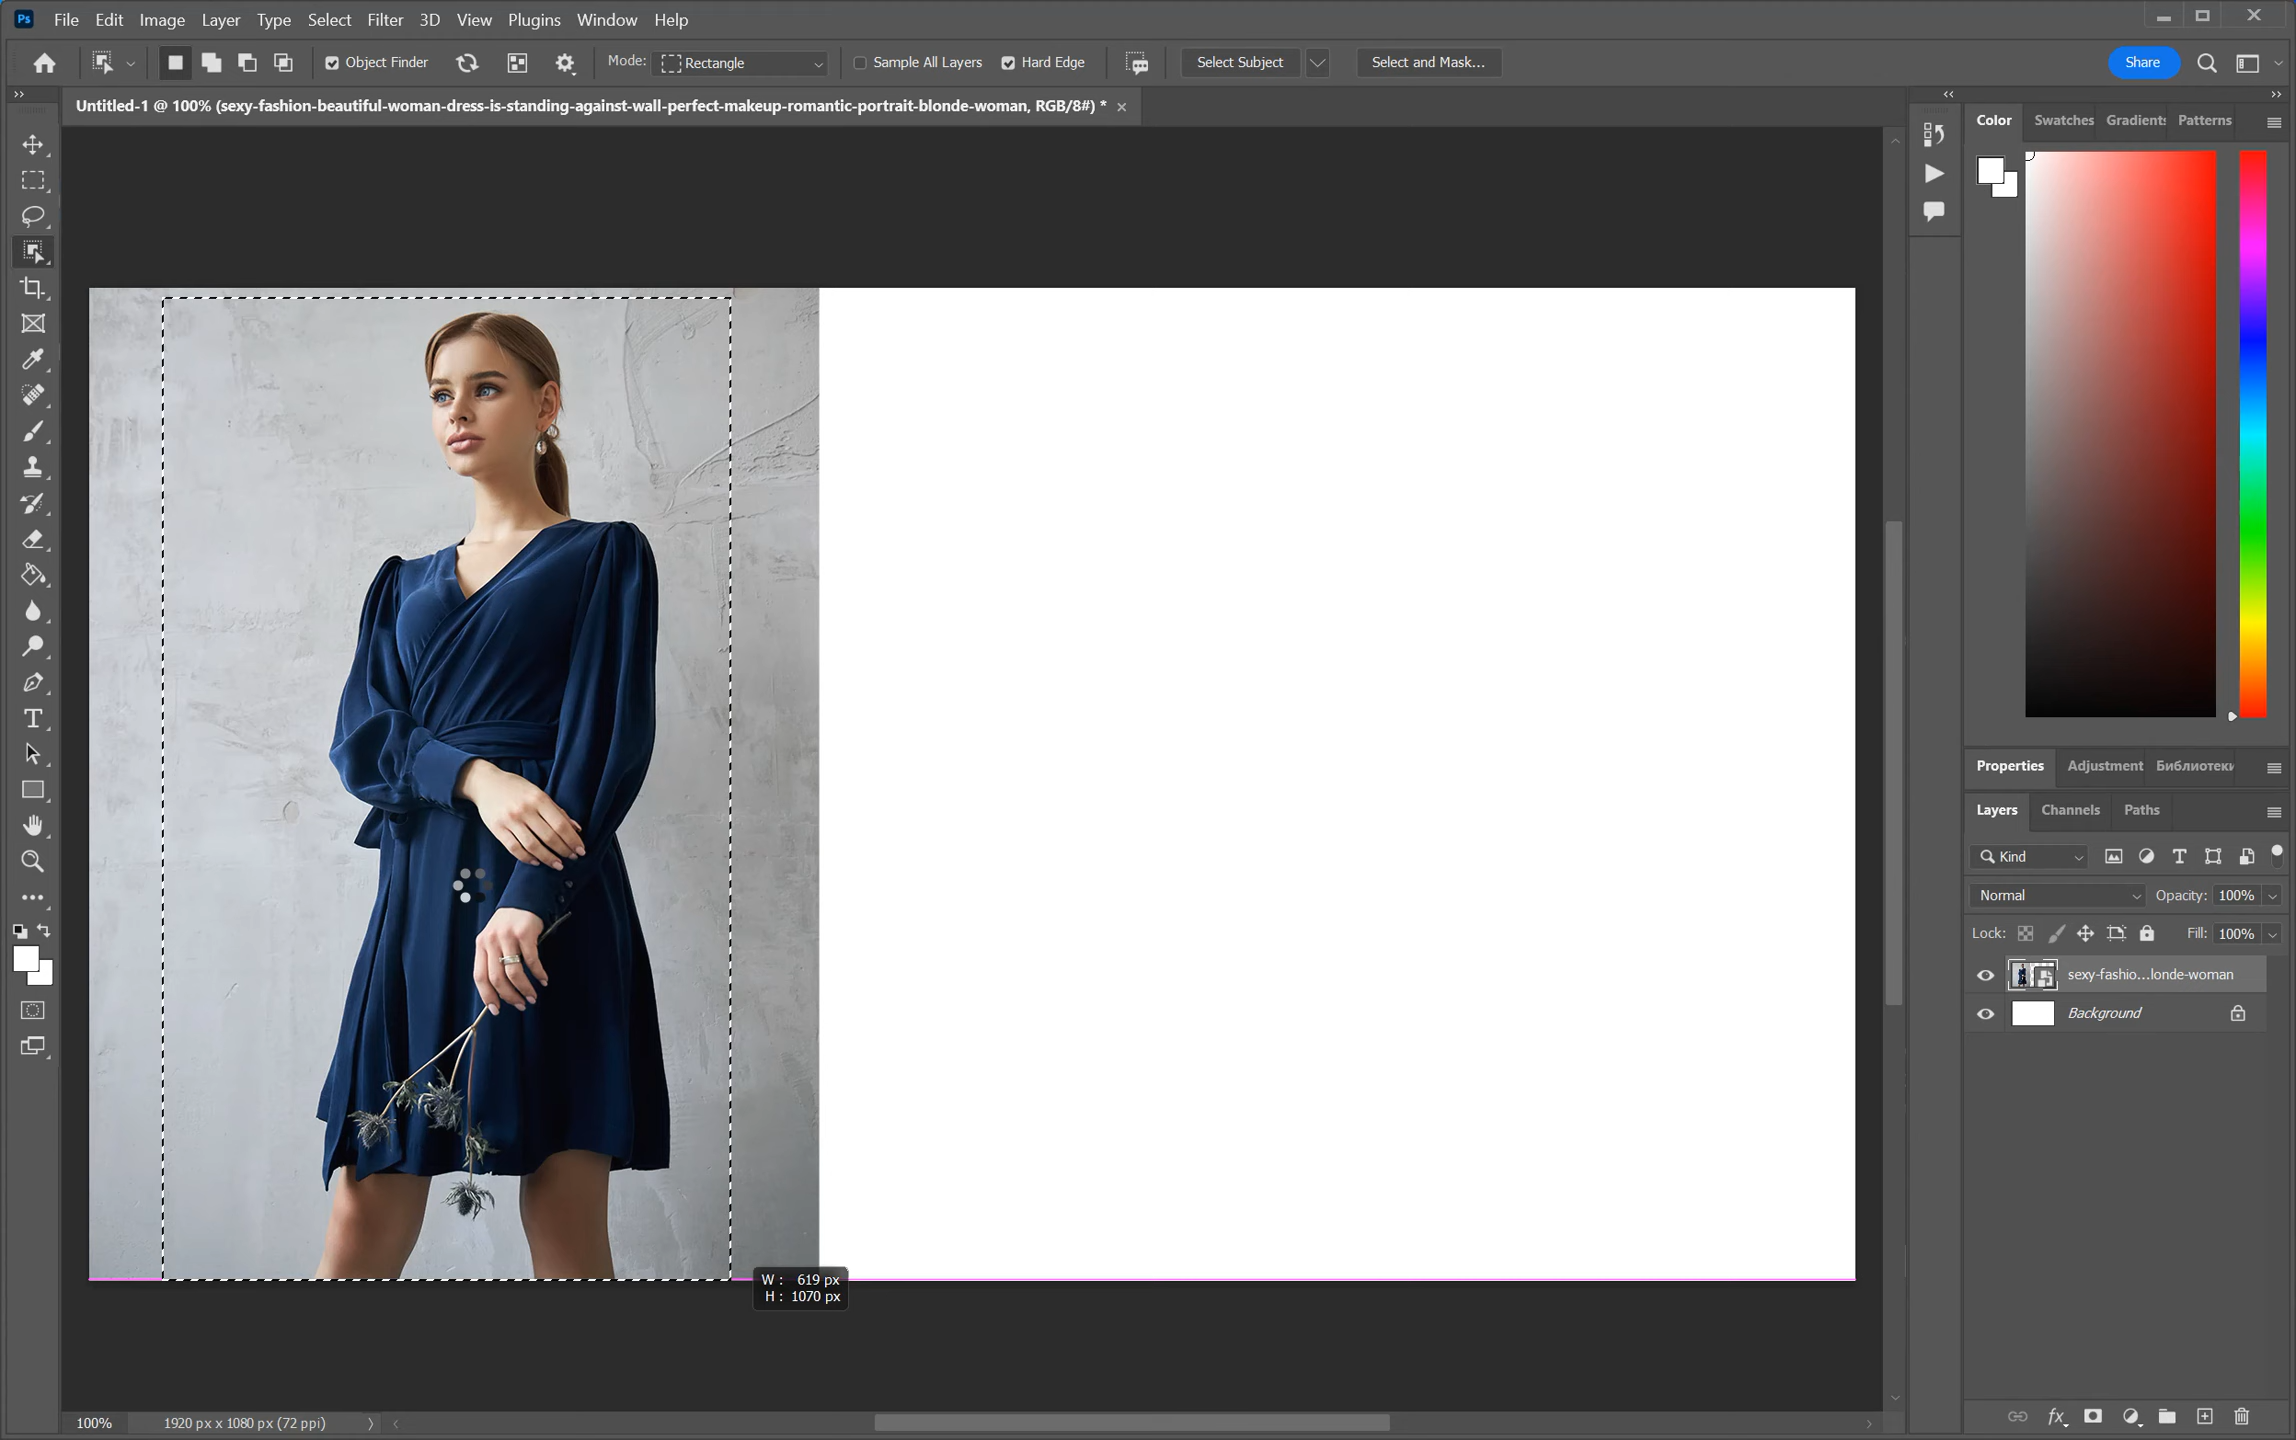 Ps File Edit Image Layer Type Select Filter 3D View Plugins Window Help
Object Finder Mode: Rectangle Sample All Layers Hard Edge Select Subject Select and Mask... Share
Untitled-1 @ 100% (sexy-fashion-beautiful-woman-dress-is-standing-against-wall-perfect-makeup-romantic-portrait-blonde-woman, RGB/8#) *
Color Swatches Gradients Patterns
Properties Adjustment Библиотеки
Layers Channels Paths
Kind
Normal Opacity: 100%
Lock: Fill: 100%
sexy-fashio...londe-woman
Background
W : 619 px
H : 1070 px
fx
100% 1920 px x 1080 px (72 ppi)